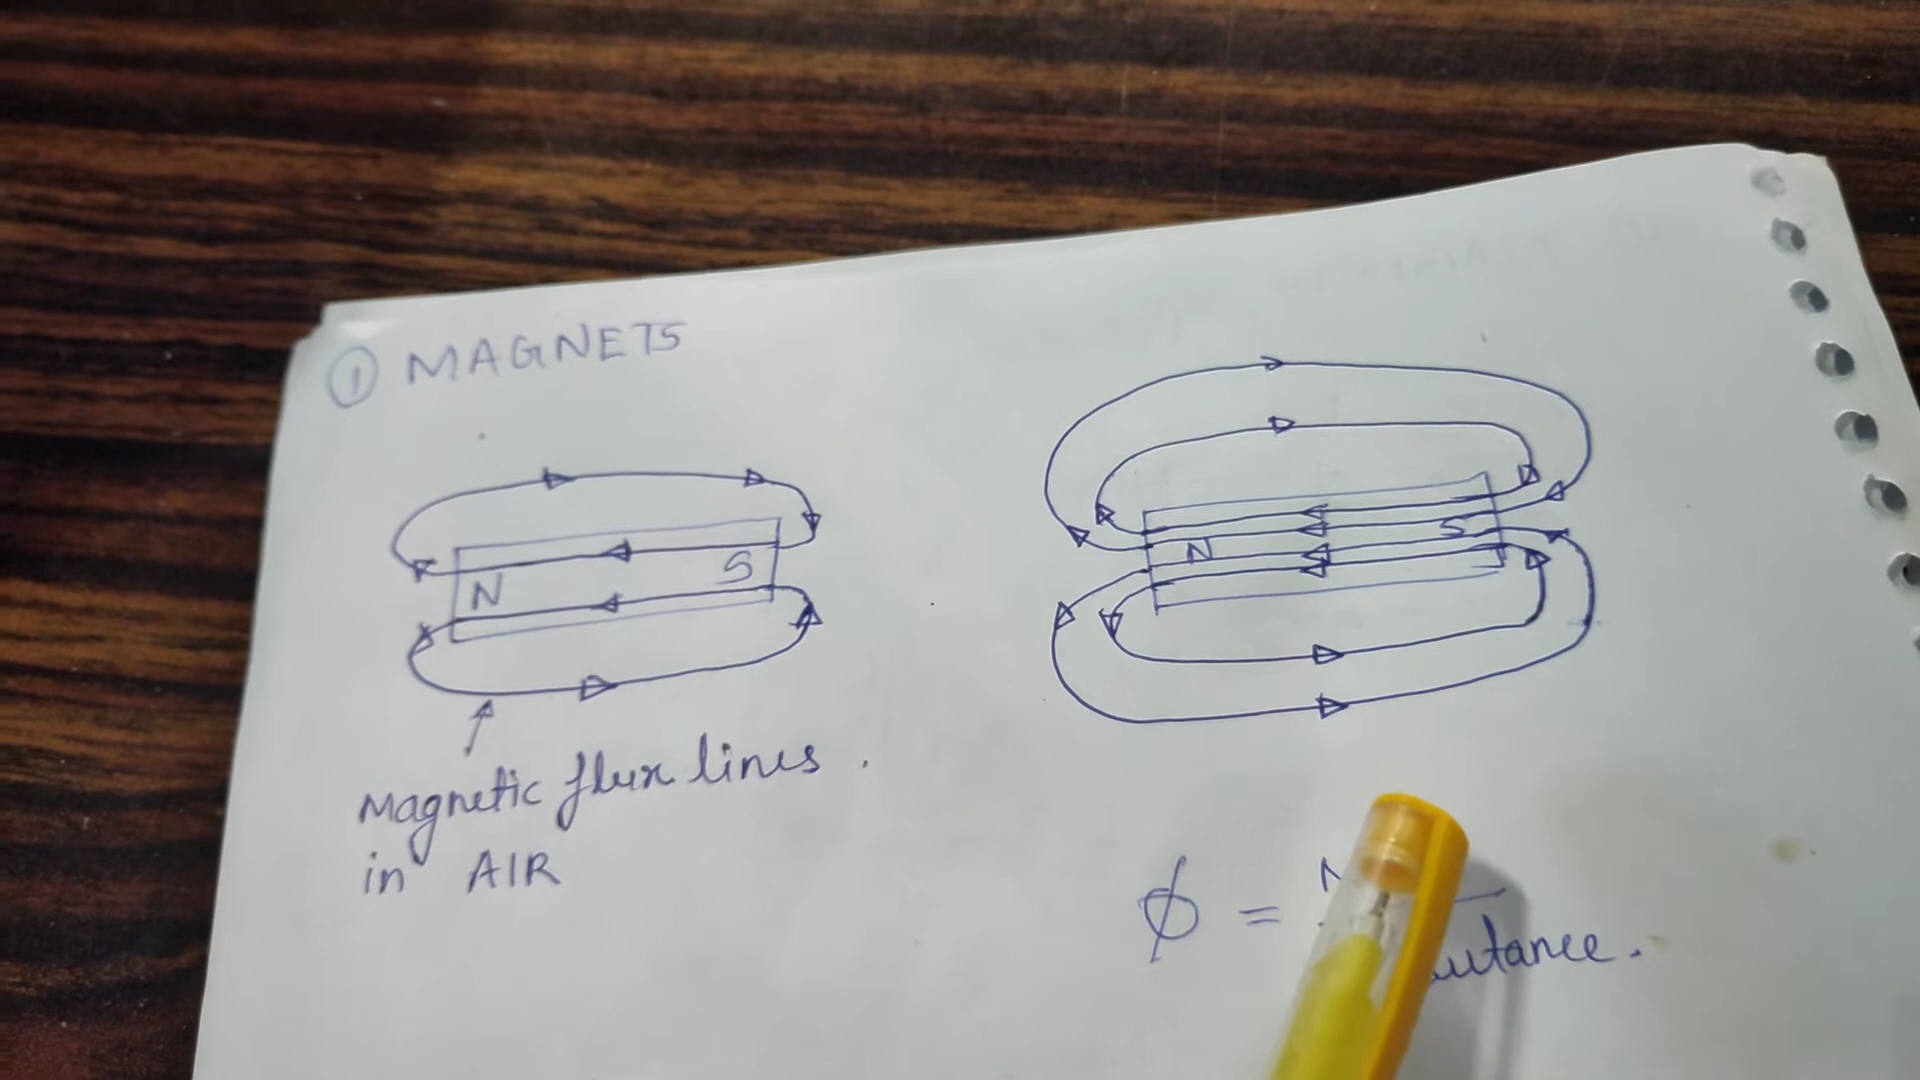 ① MAGNETS
N S
N S
Magnetic flux lines.
in AIR
ϕ =